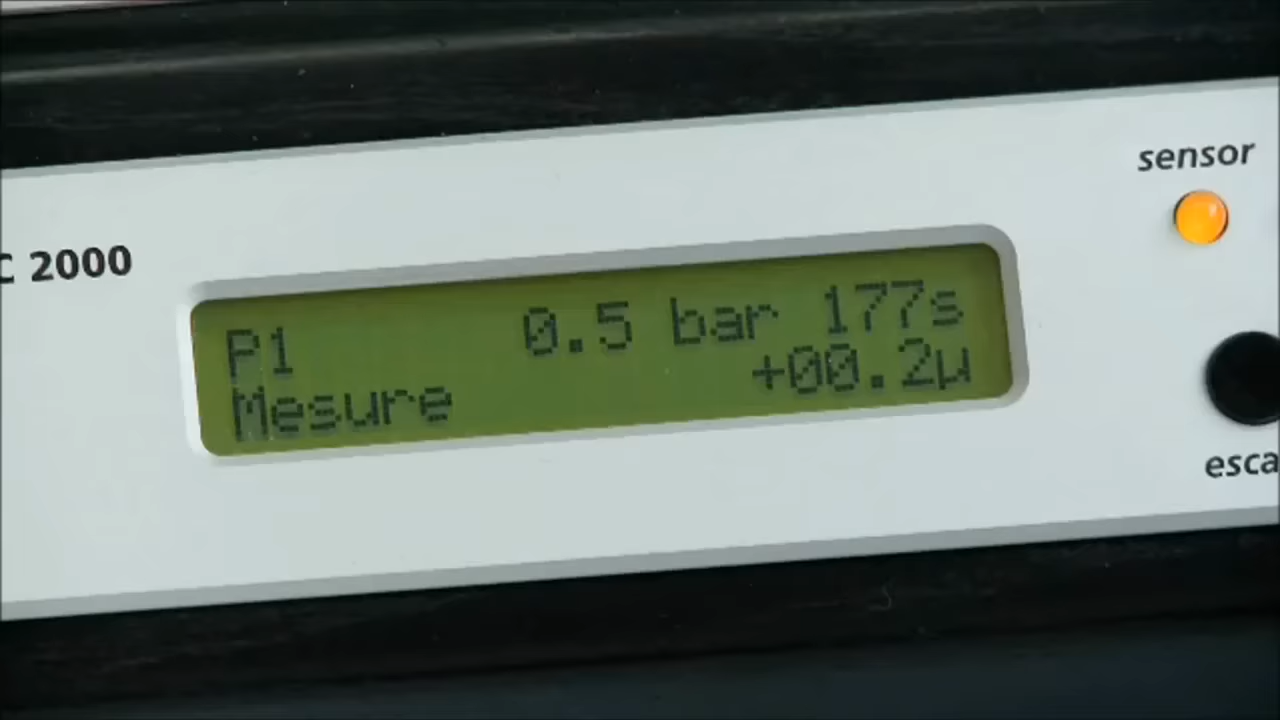 sensor
C 2000
P1 0.5 bar 177s
Mesure +00.2µ
esca